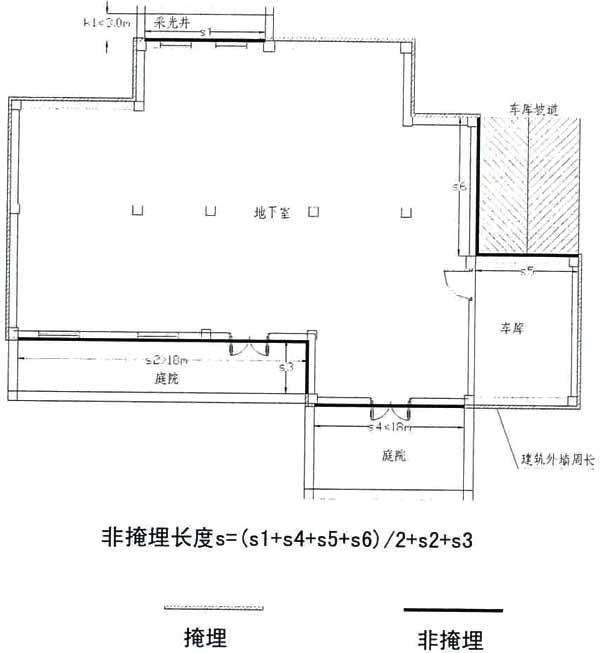 h1<3.0m
采光井
s1
车库坡道
s6
地下室
s5
车库
s2>18m
s3
庭院
s4<18m
庭院
建筑外墙周长
非掩埋长度s=(s1+s4+s5+s6)/2+s2+s3
掩埋
非掩埋